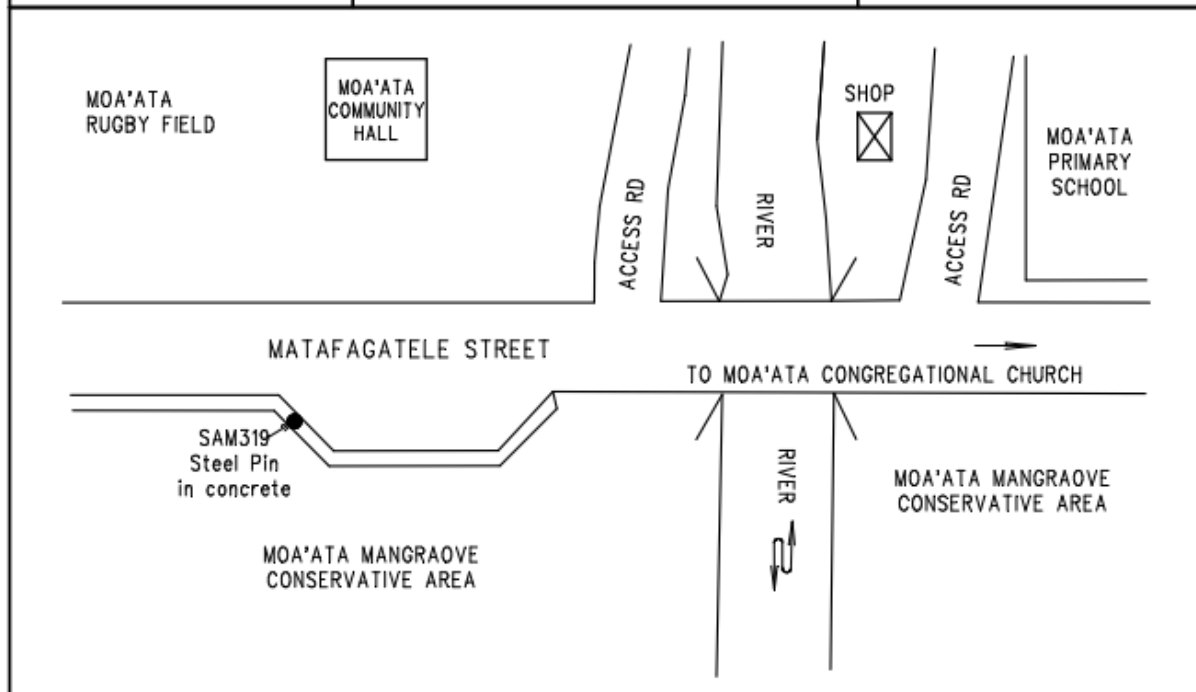 MOA'ATA
RUGBY FIELD
MOA'ATA
COMMUNITY
HALL
SHOP
MOA'ATA
PRIMARY
SCHOOL
ACCESS RD
RIVER
ACCESS RD
MATAFAGATELE STREET
TO MOA'ATA CONGREGATIONAL CHURCH
SAM319
Steel Pin
in concrete
RIVER
MOA'ATA MANGRAOVE
CONSERVATIVE AREA
MOA'ATA MANGRAOVE
CONSERVATIVE AREA